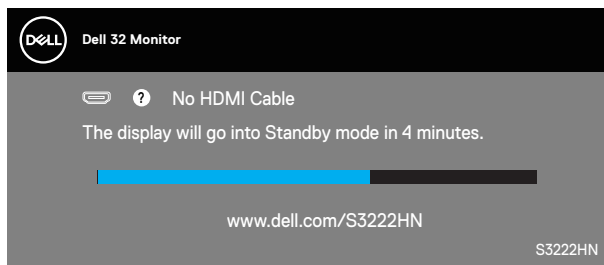 DELL
Dell 32 Monitor
? No HDMI Cable
The display will go into Standby mode in 4 minutes.
www.dell.com/S3222HN
S3222HN